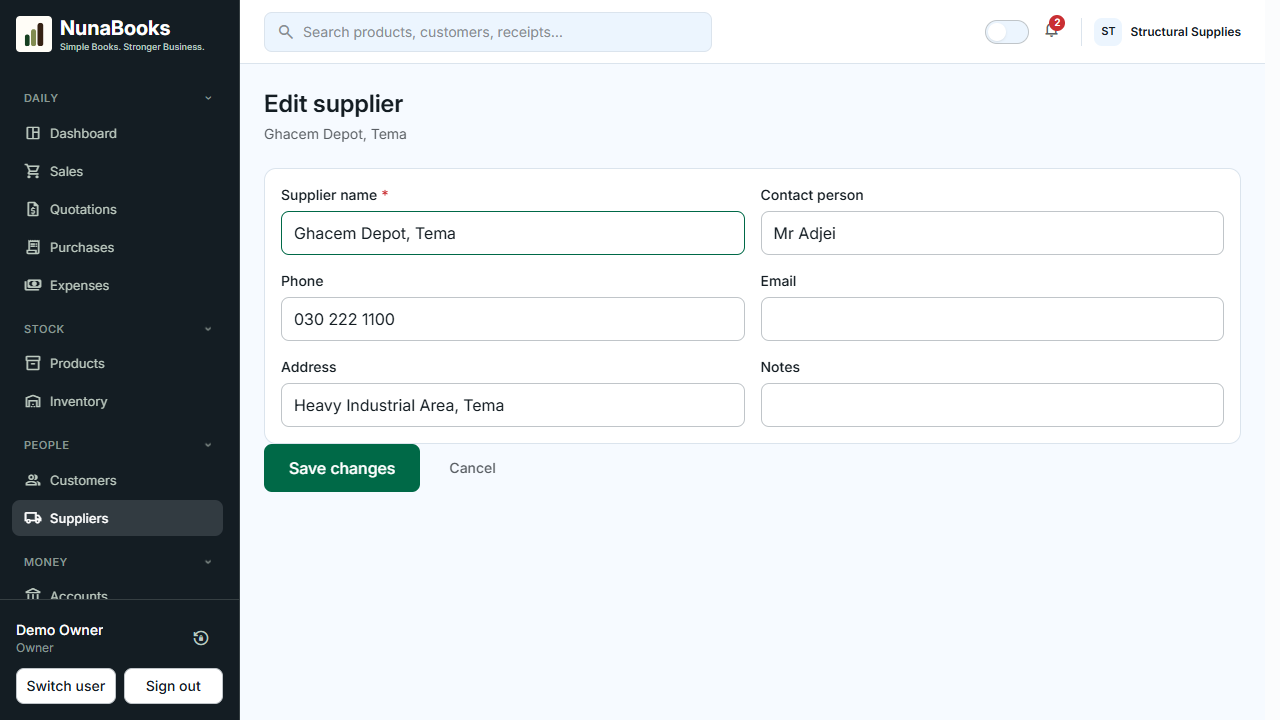 NunaBooks
Simple Books. Stronger Business.
DAILY
Dashboard
Sales
Quotations
Purchases
Expenses
STOCK
Products
Inventory
PEOPLE
Customers
Suppliers
MONEY
Accounts
Demo Owner
Owner
Switch user
Sign out
Search products, customers, receipts...
2
ST
Structural Supplies
Edit supplier
Ghacem Depot, Tema
Supplier name *
Contact person
Ghacem Depot, Tema
Mr Adjei
Phone
Email
030 222 1100
Address
Notes
Heavy Industrial Area, Tema
Save changes
Cancel